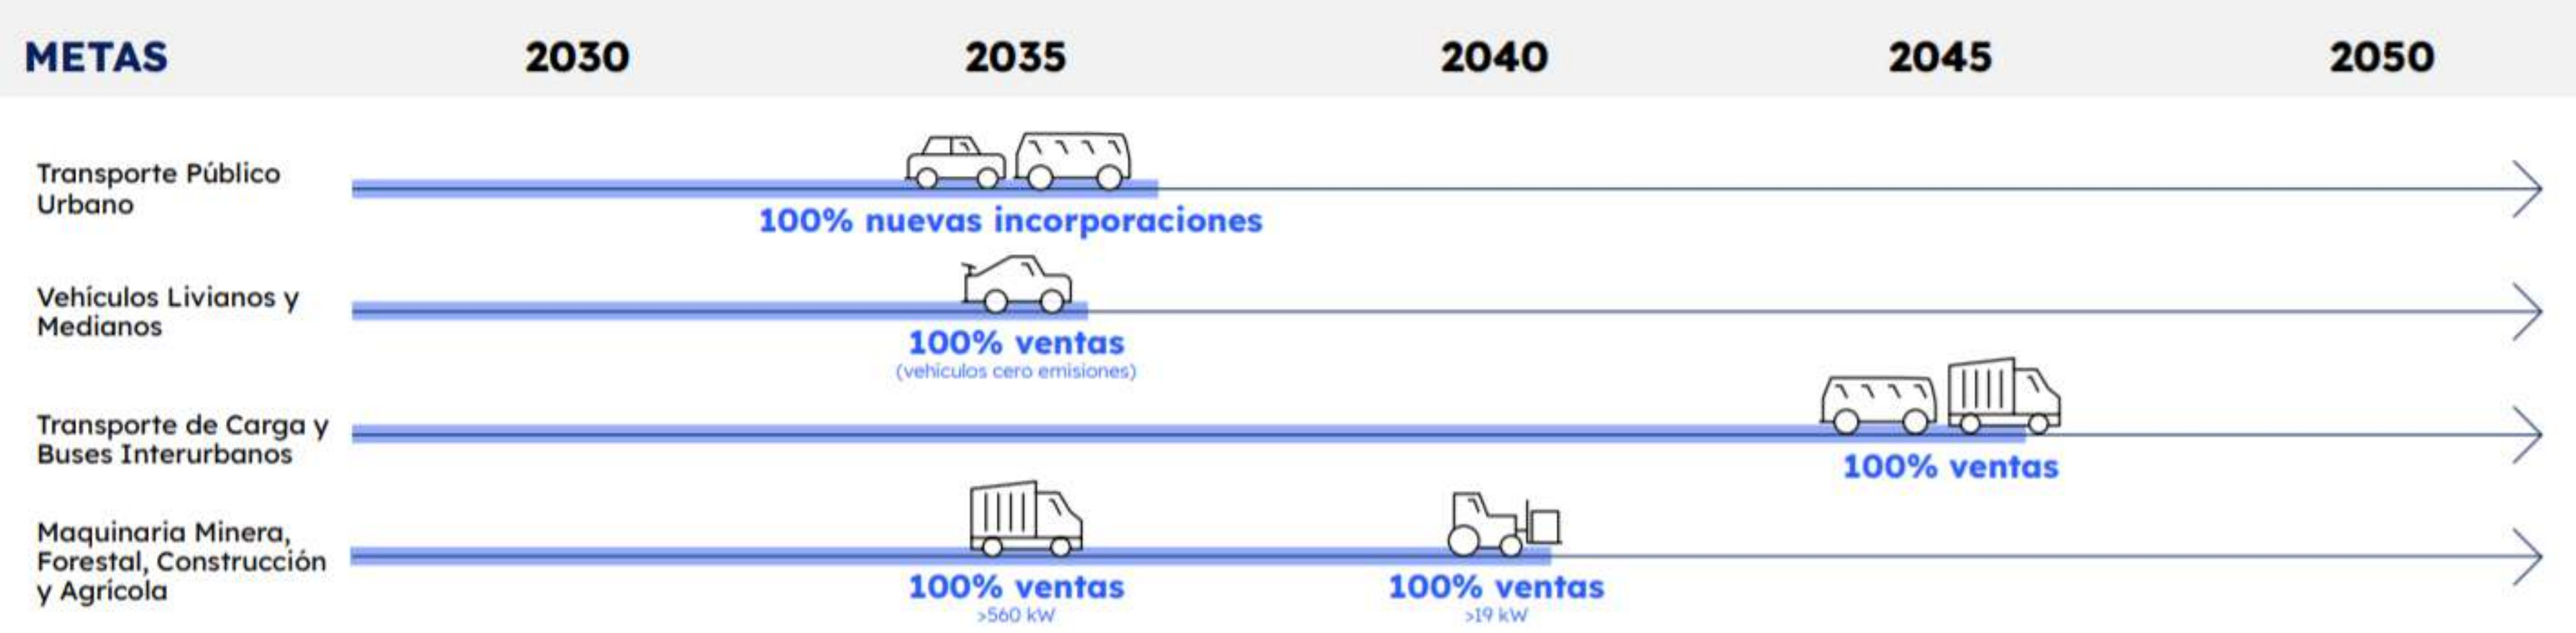 METAS 2030 2035 2040 2045 2050
Transporte Público
Urbano
100% nuevas incorporaciones
Vehículos Livianos y
Medianos
100% ventas
(vehículos cero emisiones)
Transporte de Carga y
Buses Interurbanos
100% ventas
Maquinaria Minera,
Forestal, Construcción
y Agrícola
100% ventas
>560 kW
100% ventas
>19 kW